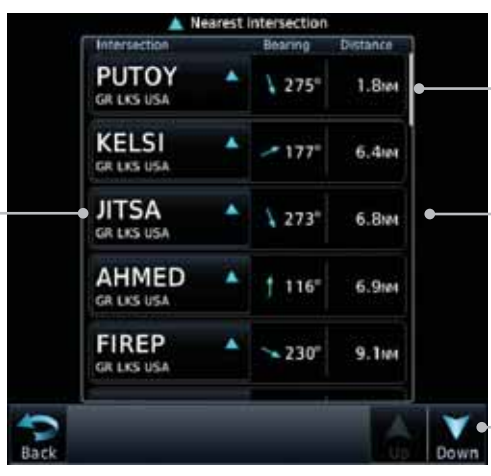 Nearest Intersection
Intersection Bearing Distance
PUTOY 275° 1.8NM
GR LKS USA
KELSI 177° 6.4NM
GR LKS USA
JITSA 273° 6.8NM
GR LKS USA
AHMED 116° 6.9NM
GR LKS USA
FIREP 230° 9.1NM
GR LKS USA
Back Up Down